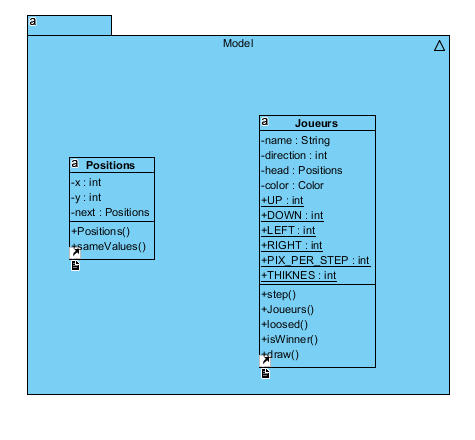 a
Model
a
Positions
-x : int
-y : int
-next : Positions
+Positions()
+sameValues()
a
Joueurs
-name : String
-direction : int
-head : Positions
-color : Color
+UP : int
+DOWN : int
+LEFT : int
+RIGHT : int
+PIX_PER_STEP : int
+THIKNES : int
+step()
+Joueurs()
+loosed()
+isWinner()
+draw()